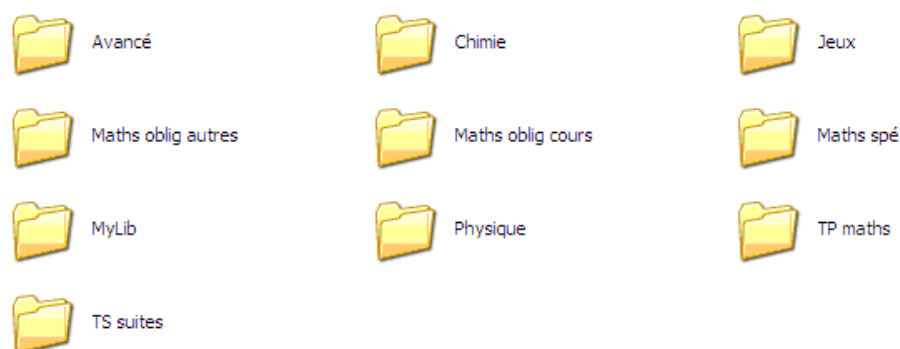 Avancé
Chimie
Jeux
Maths oblig autres
Maths oblig cours
Maths spé
MyLib
Physique
TP maths
TS suites